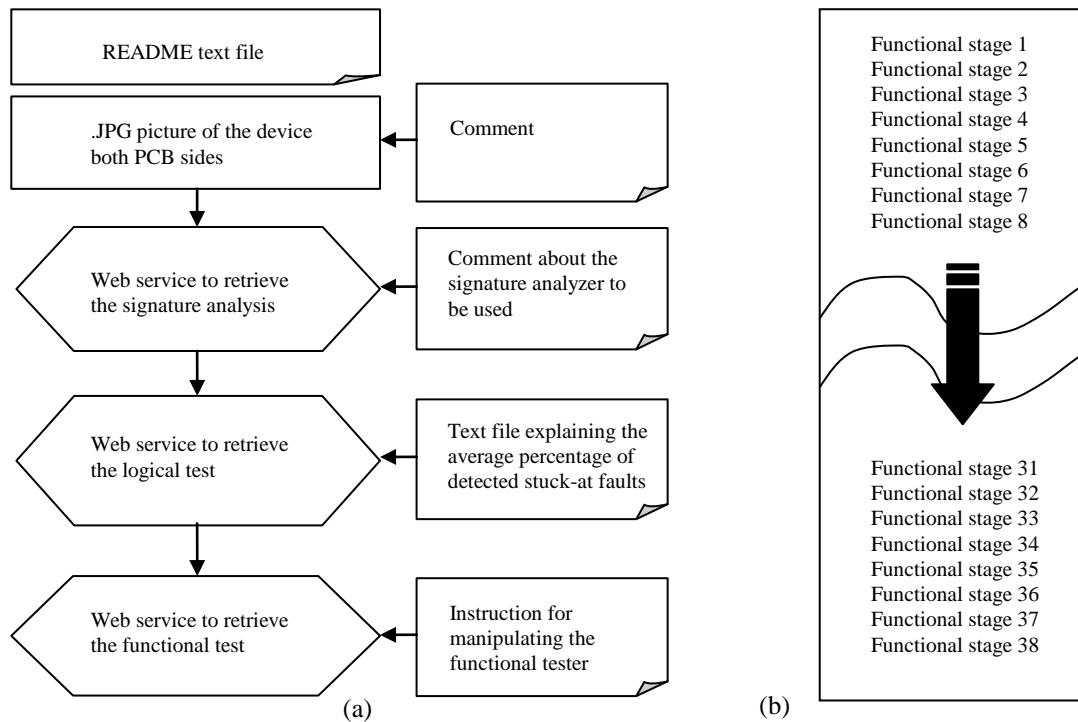 README text file
.JPG picture of the device
both PCB sides
Comment
Web service to retrieve
the signature analysis
Comment about the
signature analyzer to
be used
Web service to retrieve
the logical test
Text file explaining the
average percentage of
detected stuck-at faults
Web service to retrieve
the functional test
Instruction for
manipulating the
functional tester
(a)
Functional stage 1
Functional stage 2
Functional stage 3
Functional stage 4
Functional stage 5
Functional stage 6
Functional stage 7
Functional stage 8
Functional stage 31
Functional stage 32
Functional stage 33
Functional stage 34
Functional stage 35
Functional stage 36
Functional stage 37
Functional stage 38
(b)